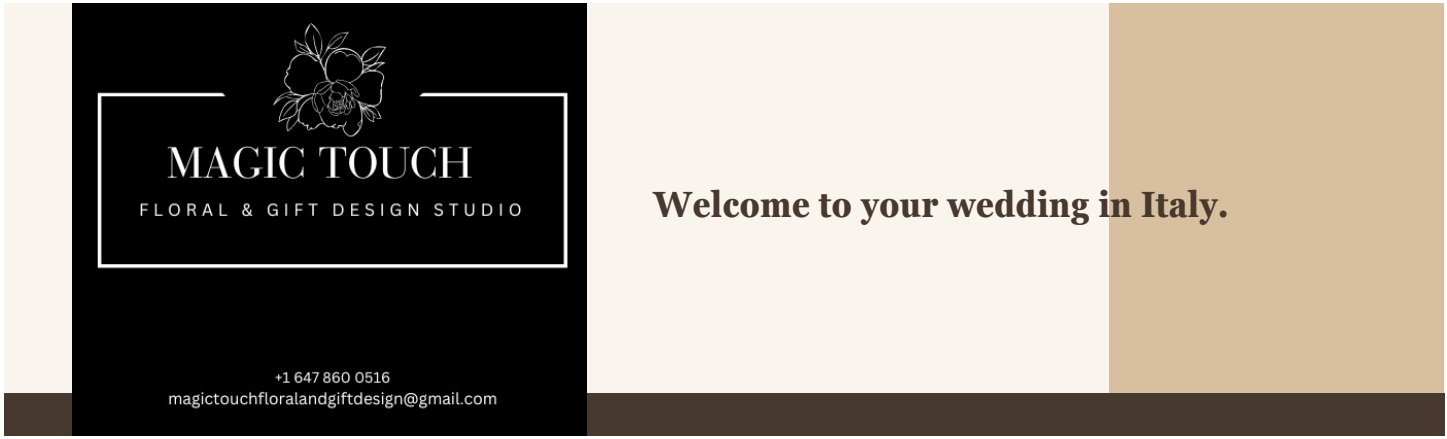 MAGIC TOUCH
FLORAL & GIFT DESIGN STUDIO
+1 647 860 0516
magictouchfloralandgiftdesign@gmail.com
Welcome to your wedding in Italy.